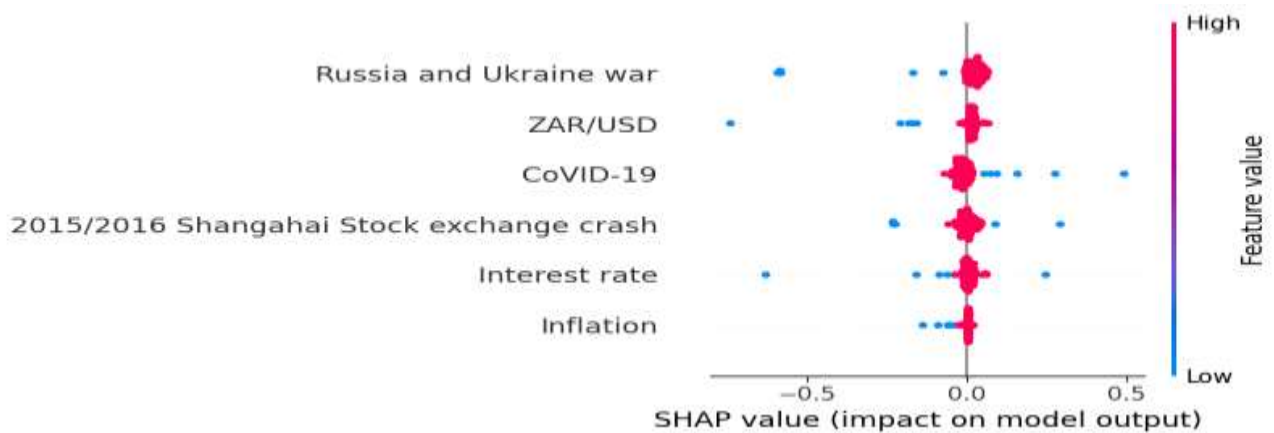 High
Russia and Ukraine war
ZAR/USD
CoVID-19
2015/2016 Shangahai Stock exchange crash
Interest rate
Inflation
Feature value
Low
−0.5 0.0 0.5
SHAP value (impact on model output)